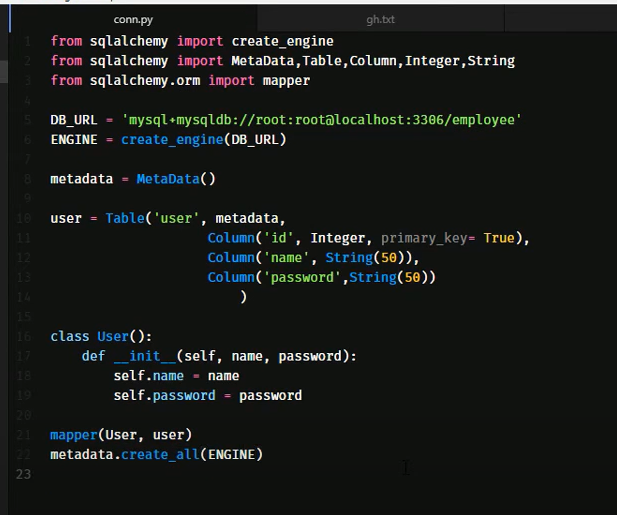 conn.py
gh.txt
1 from sqlalchemy import create_engine
2 from sqlalchemy import MetaData,Table,Column,Integer,String
3 from sqlalchemy.orm import mapper
4
5 DB_URL = 'mysql+mysqldb://root:root@localhost:3306/employee'
6 ENGINE = create_engine(DB_URL)
7
8 metadata = MetaData()
9
10 user = Table('user', metadata,
11 Column('id', Integer, primary_key= True),
12 Column('name', String(50)),
13 Column('password',String(50))
14 )
15
16 class User():
17 def __init__(self, name, password):
18 self.name = name
19 self.password = password
20
21 mapper(User, user)
22 metadata.create_all(ENGINE)
23